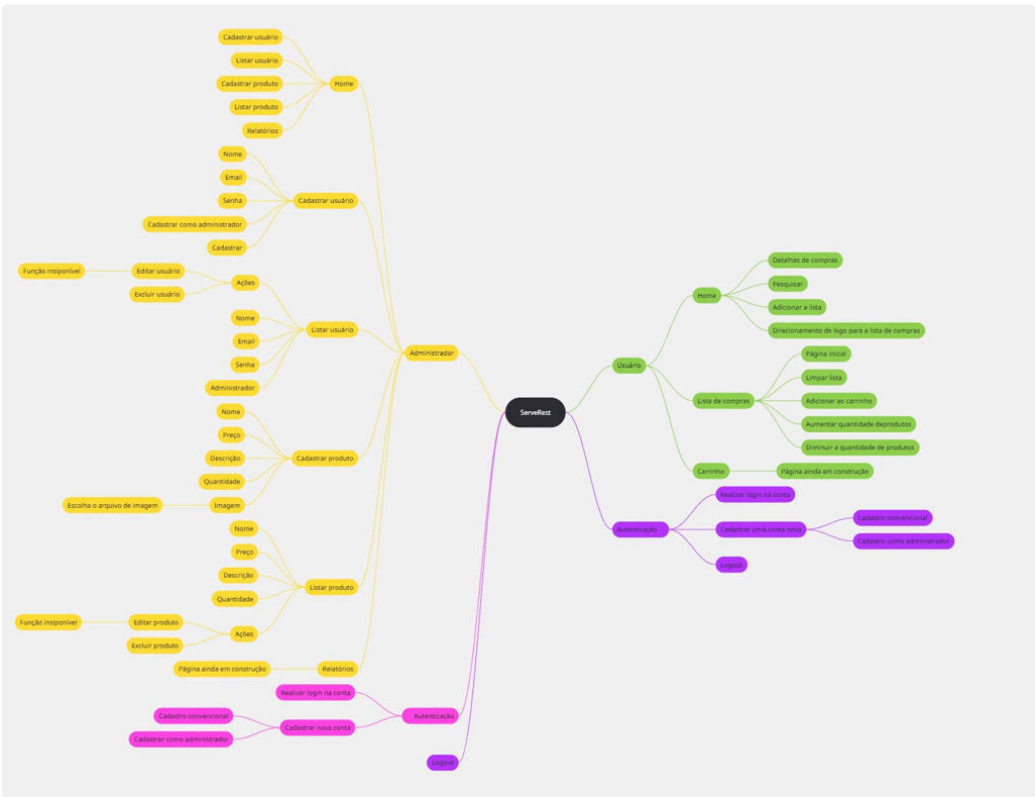 Cadastrar usuário
Listar usuário
Cadastrar produto
Listar produto
Relatórios
Home
Nome
Email
Senha
Cadastrar como administrador
Cadastrar
Cadastrar usuário
Função insiponível
Editar usuário
Excluir usuário
Ações
Nome
Email
Senha
Administrador
Listar usuário
Nome
Preço
Descrição
Quantidade
Escolha o arquivo de imagem
Imagem
Cadastrar produto
Nome
Preço
Descrição
Quantidade
Função insiponível
Editar produto
Excluir produto
Ações
Listar produto
Página ainda em construção
Relatórios
Administrador
Realizar login na conta
Cadastro convencional
Cadastrar como administrador
Cadastrar nova conta
Autenticação
Logout
ServeRest
Usuário
Home
Detalhes de compras
Pesquisar
Adicionar a lista
Direcionamento de logo para a lista de compras
Lista de compras
Página inicial
Limpar lista
Adicionar ao carrinho
Aumentar quantidade deprodutos
Diminuir a quantidade de produtos
Carrinho
Página ainda em construção
Autenticação
Realizar login na conta
Cadastrar uma conta nova
Cadastro convencional
Cadastro como administrador
Logout